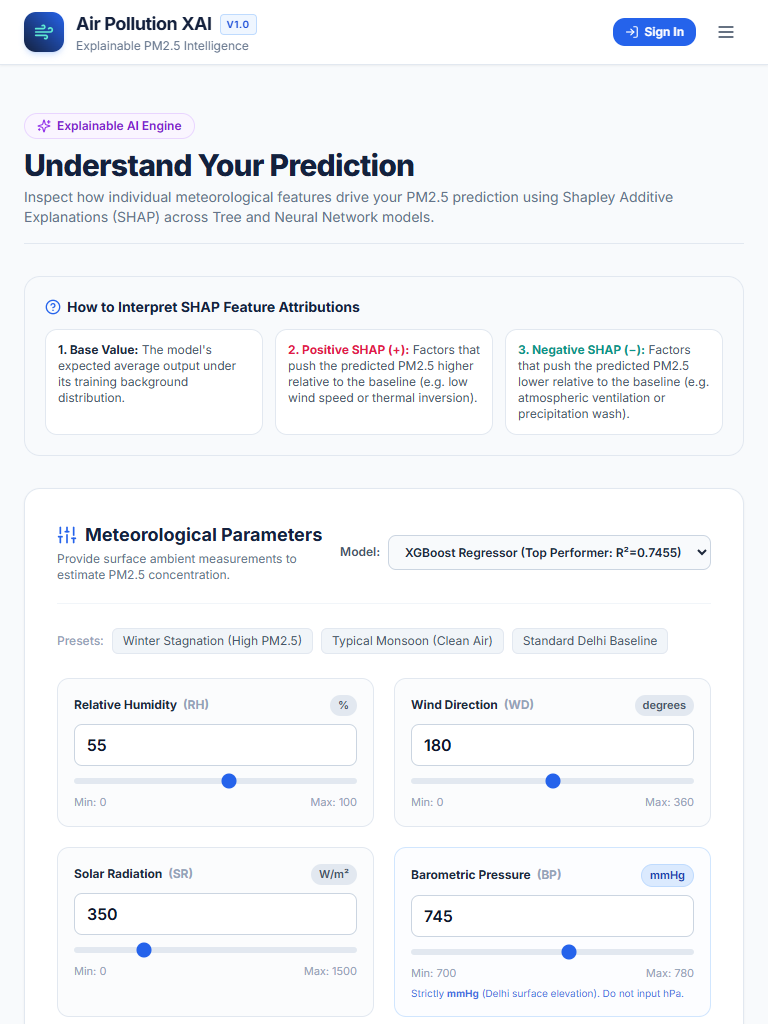 Air Pollution XAI V1.0
Explainable PM2.5 Intelligence
Sign In
Explainable AI Engine
Understand Your Prediction
Inspect how individual meteorological features drive your PM2.5 prediction using Shapley Additive
Explanations (SHAP) across Tree and Neural Network models.
How to Interpret SHAP Feature Attributions
1. Base Value: The model's
expected average output under
its training background
distribution.
2. Positive SHAP (+): Factors that
push the predicted PM2.5 higher
relative to the baseline (e.g. low
wind speed or thermal inversion).
3. Negative SHAP (−): Factors
that push the predicted PM2.5
lower relative to the baseline (e.g.
atmospheric ventilation or
precipitation wash).
Meteorological Parameters
Provide surface ambient measurements to
estimate PM2.5 concentration.
Model: XGBoost Regressor (Top Performer: R²=0.7455)
Presets: Winter Stagnation (High PM2.5) Typical Monsoon (Clean Air) Standard Delhi Baseline
Relative Humidity (RH) %
55
Min: 0 Max: 100
Wind Direction (WD) degrees
180
Min: 0 Max: 360
Solar Radiation (SR) W/m²
350
Min: 0 Max: 1500
Barometric Pressure (BP) mmHg
745
Min: 700 Max: 780
Strictly mmHg (Delhi surface elevation). Do not input hPa.